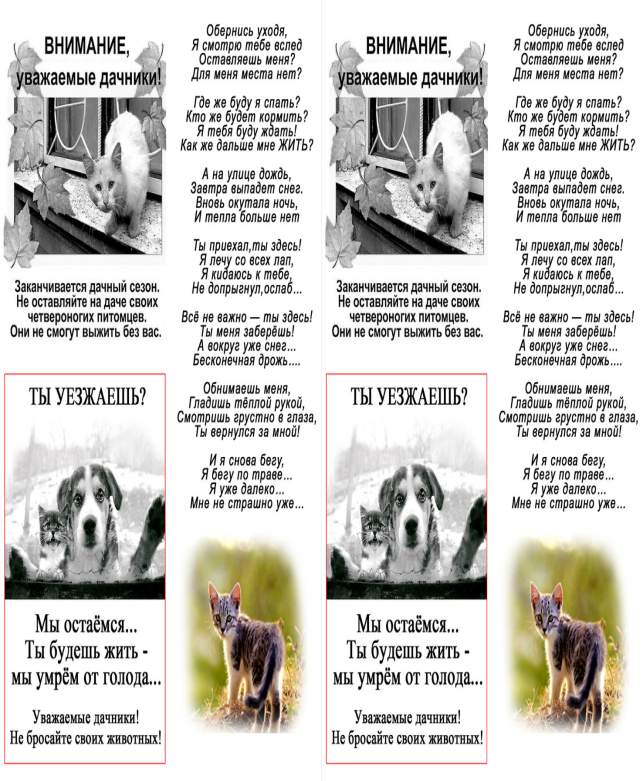 ВНИМАНИЕ,
уважаемые дачники!
Заканчивается дачный сезон.
Не оставляйте на даче своих
четвероногих питомцев.
Они не смогут выжить без вас.
ТЫ УЕЗЖАЕШЬ?
Мы остаёмся...
Ты будешь жить -
мы умрём от голода...
Уважаемые дачники!
Не бросайте своих животных!
Обернись уходя,
Я смотрю тебе вслед
Оставляешь меня?
Для меня места нет?
Где же буду я спать?
Кто же будет кормить?
Я тебя буду ждать!
Как же дальше мне ЖИТЬ?
А на улице дождь,
Завтра выпадет снег.
Вновь окутала ночь,
И тепла больше нет
Ты приехал,ты здесь!
Я лечу со всех лап,
Я кидаюсь к тебе,
Не допрыгнул,ослаб...
Всё не важно — ты здесь!
Ты меня заберёшь!
А вокруг уже снег...
Бесконечная дрожь....
Обнимаешь меня,
Гладишь тёплой рукой,
Смотришь грустно в глаза,
Ты вернулся за мной!
И я снова бегу,
Я бегу по траве...
Я уже далеко...
Мне не страшно уже...
ВНИМАНИЕ,
уважаемые дачники!
Заканчивается дачный сезон.
Не оставляйте на даче своих
четвероногих питомцев.
Они не смогут выжить без вас.
ТЫ УЕЗЖАЕШЬ?
Мы остаёмся...
Ты будешь жить -
мы умрём от голода...
Уважаемые дачники!
Не бросайте своих животных!
Обернись уходя,
Я смотрю тебе вслед
Оставляешь меня?
Для меня места нет?
Где же буду я спать?
Кто же будет кормить?
Я тебя буду ждать!
Как же дальше мне ЖИТЬ?
А на улице дождь,
Завтра выпадет снег.
Вновь окутала ночь,
И тепла больше нет
Ты приехал,ты здесь!
Я лечу со всех лап,
Я кидаюсь к тебе,
Не допрыгнул,ослаб...
Всё не важно — ты здесь!
Ты меня заберёшь!
А вокруг уже снег...
Бесконечная дрожь....
Обнимаешь меня,
Гладишь тёплой рукой,
Смотришь грустно в глаза,
Ты вернулся за мной!
И я снова бегу,
Я бегу по траве...
Я уже далеко...
Мне не страшно уже...